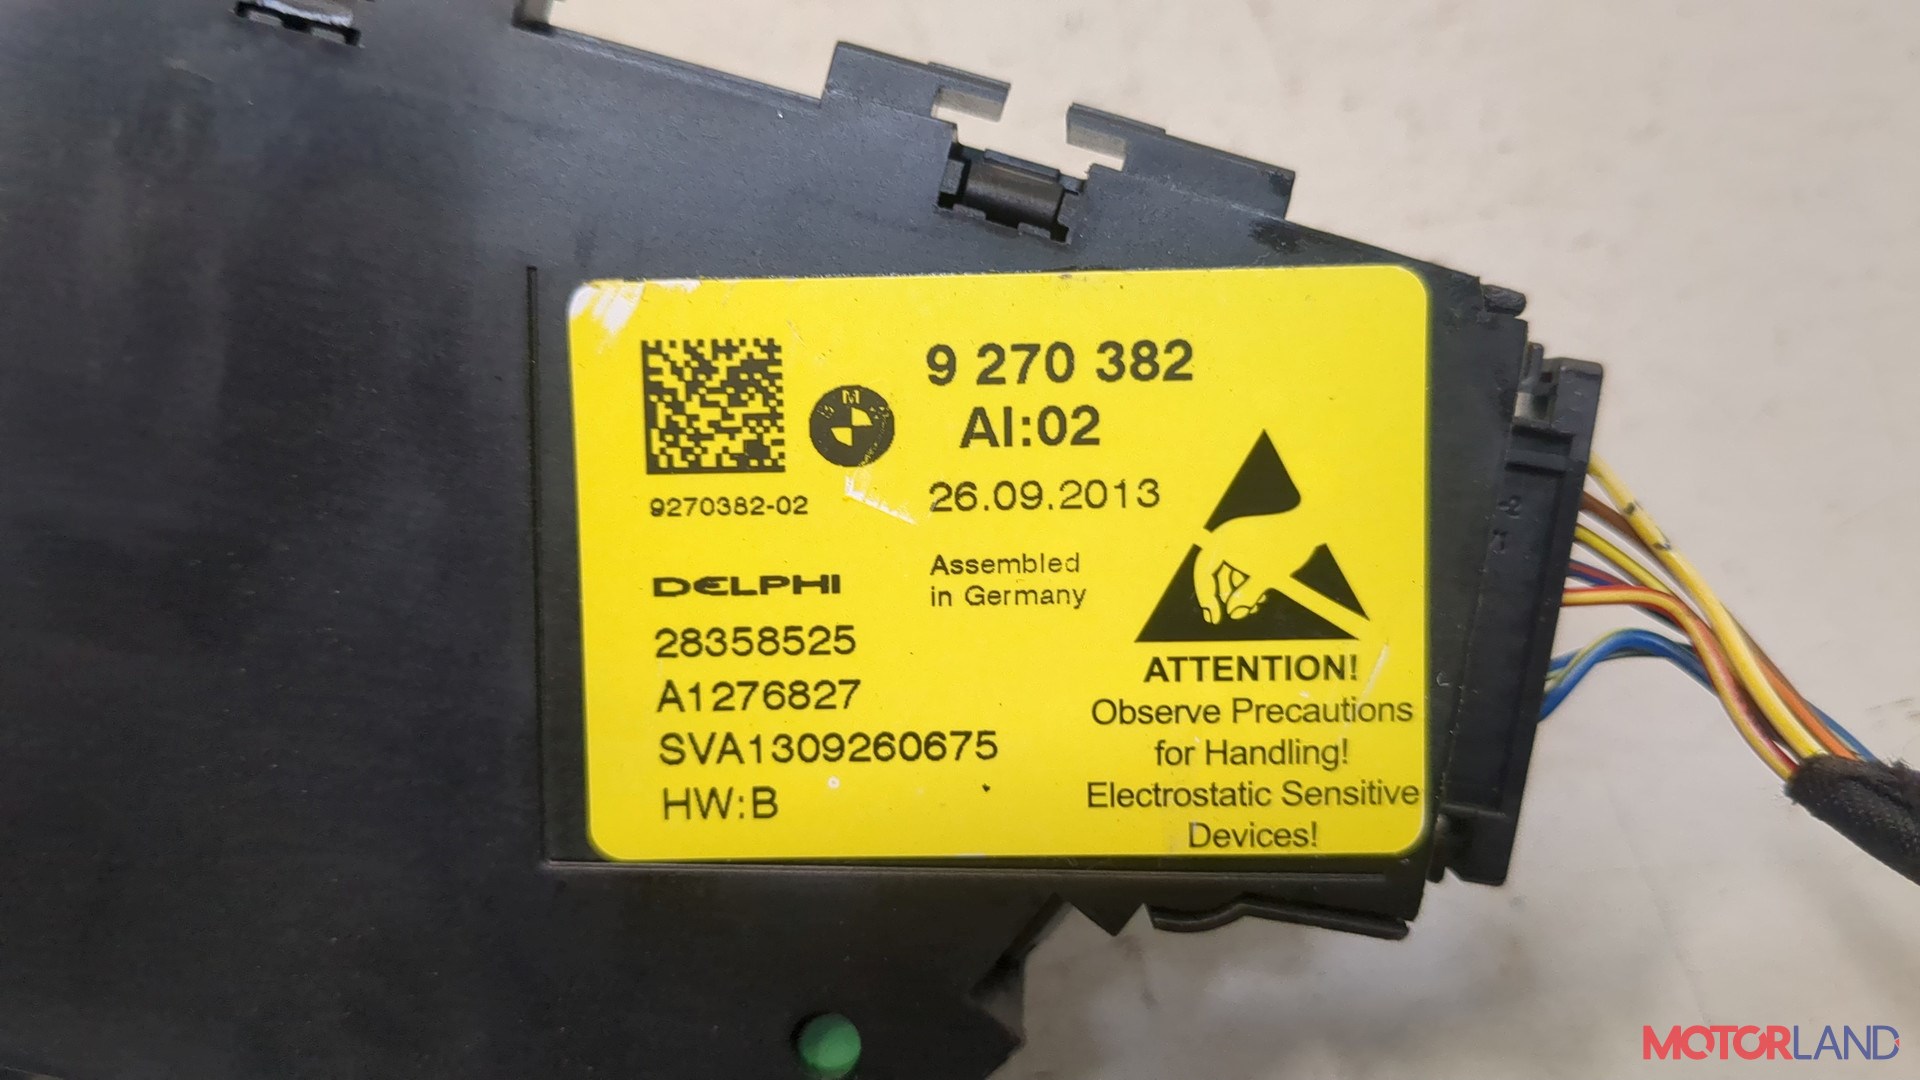 9 270 382
AI:02
BMW
9270382-02
26.09.2013
Assembled
in Germany
DELPHI
28358525
A1276827
SVA1309260675
HW:B
ATTENTION!
Observe Precautions
for Handling!
Electrostatic Sensitive
Devices!
MOTORLAND